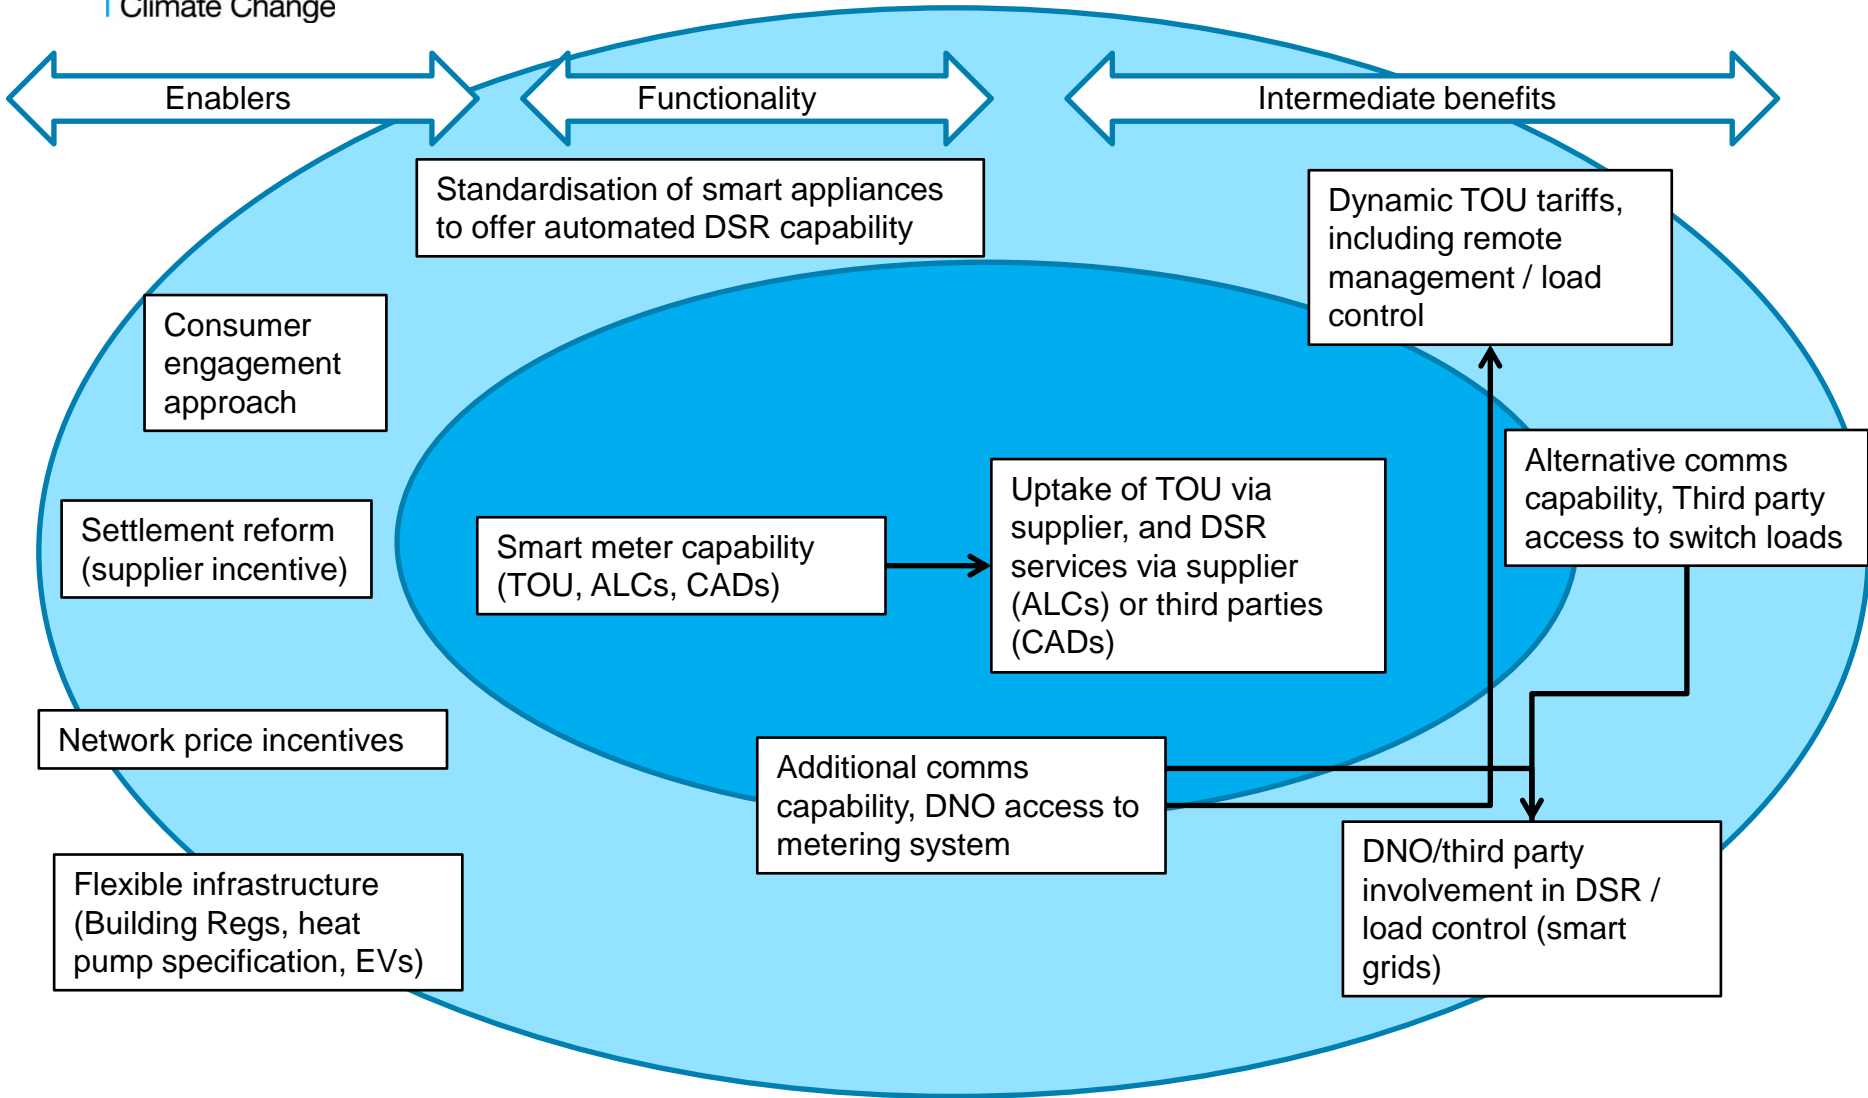 Climate Change
Enablers
Functionality
Intermediate benefits
Standardisation of smart appliances
to offer automated DSR capability
Dynamic TOU tariffs,
including remote
management / load
control
Consumer
engagement
approach
Alternative comms
capability, Third party
access to switch loads
Uptake of TOU via
supplier, and DSR
services via supplier
(ALCs) or third parties
(CADs)
Settlement reform
(supplier incentive)
Smart meter capability
(TOU, ALCs, CADs)
Network price incentives
Additional comms
capability, DNO access to
metering system
DNO/third party
involvement in DSR /
load control (smart
grids)
Flexible infrastructure
(Building Regs, heat
pump specification, EVs)